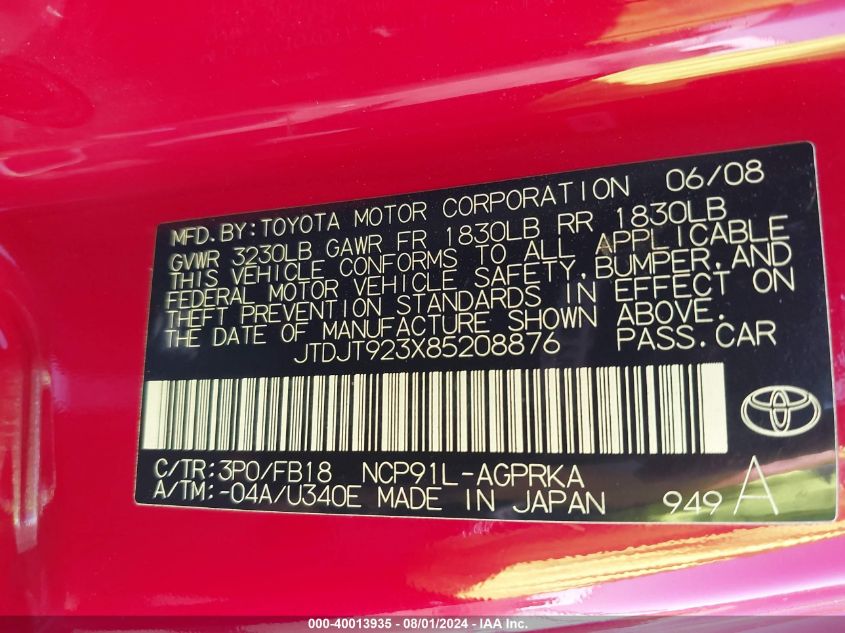 MFD. BY: TOYOTA MOTOR CORPORATION 06/08
GVWR 3230LB GAWR FR 1830LB RR 1830LB
THIS VEHICLE CONFORMS TO ALL APPLICABLE
FEDERAL MOTOR VEHICLE SAFETY, BUMPER, AND
THEFT PREVENTION STANDARDS IN EFFECT ON
THE DATE OF MANUFACTURE SHOWN ABOVE.
JTDJT923X85208876 PASS. CAR
C/TR: 3P0/FB18 NCP91L-AGPRKA
A/TM: -04A/U340E MADE IN JAPAN 949 A
000-40013935 - 08/01/2024 - IAA Inc.